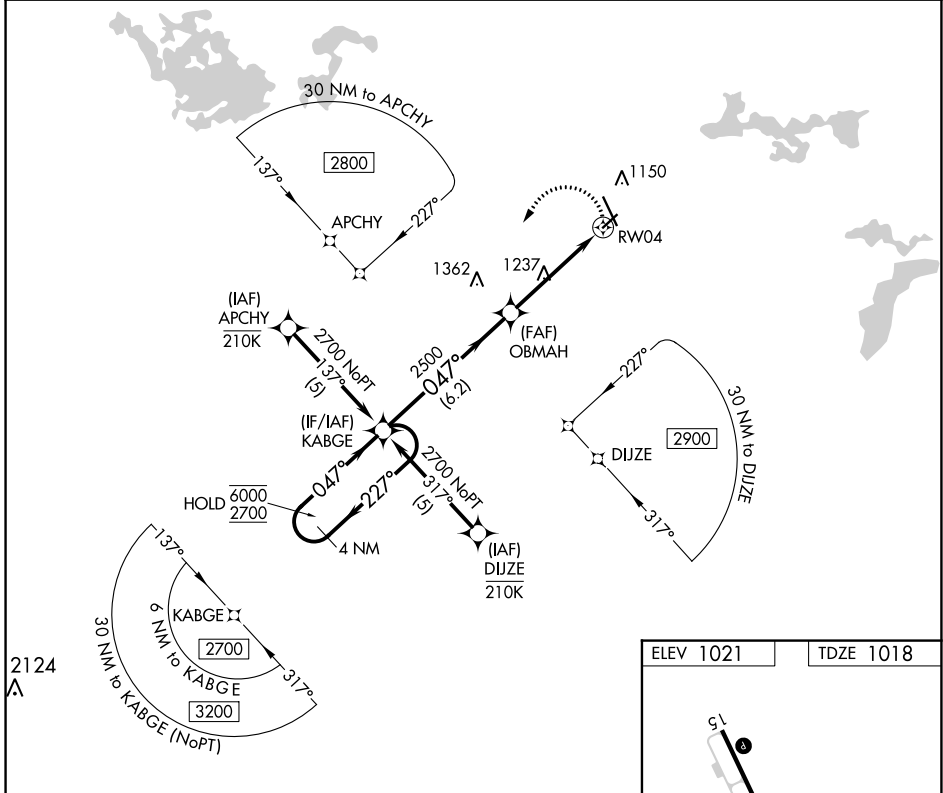 30 NM to APCHY
2800
137°
227°
APCHY
1150
RW04
1362
1237
(IAF)
APCHY
210K
2700 NoPT
137°
(5)
(FAF)
OBMAH
2500
047°
(6.2)
(IF/IAF)
KABGE
227°
30 NM to DIJZE
2900
DIJZE
317°
2700 NoPT
317°
(5)
047°
227°
HOLD
6000
2700
4 NM
(IAF)
DIJZE
210K
137°
KABGE
6 NM to KABGE
2700
317°
30 NM to KABGE (NoPT)
3200
2124
ELEV 1021
TDZE 1018
15
P